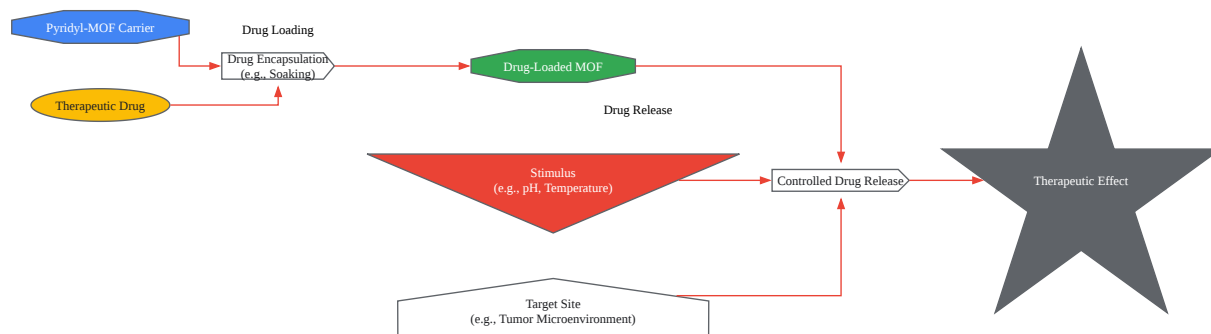 Pyridyl-MOF Carrier
Drug Loading
Drug Encapsulation
(e.g., Soaking)
Drug-Loaded MOF
Therapeutic Drug
Drug Release
Stimulus
(e.g., pH, Temperature)
Controlled Drug Release
Therapeutic Effect
Target Site
(e.g., Tumor Microenvironment)